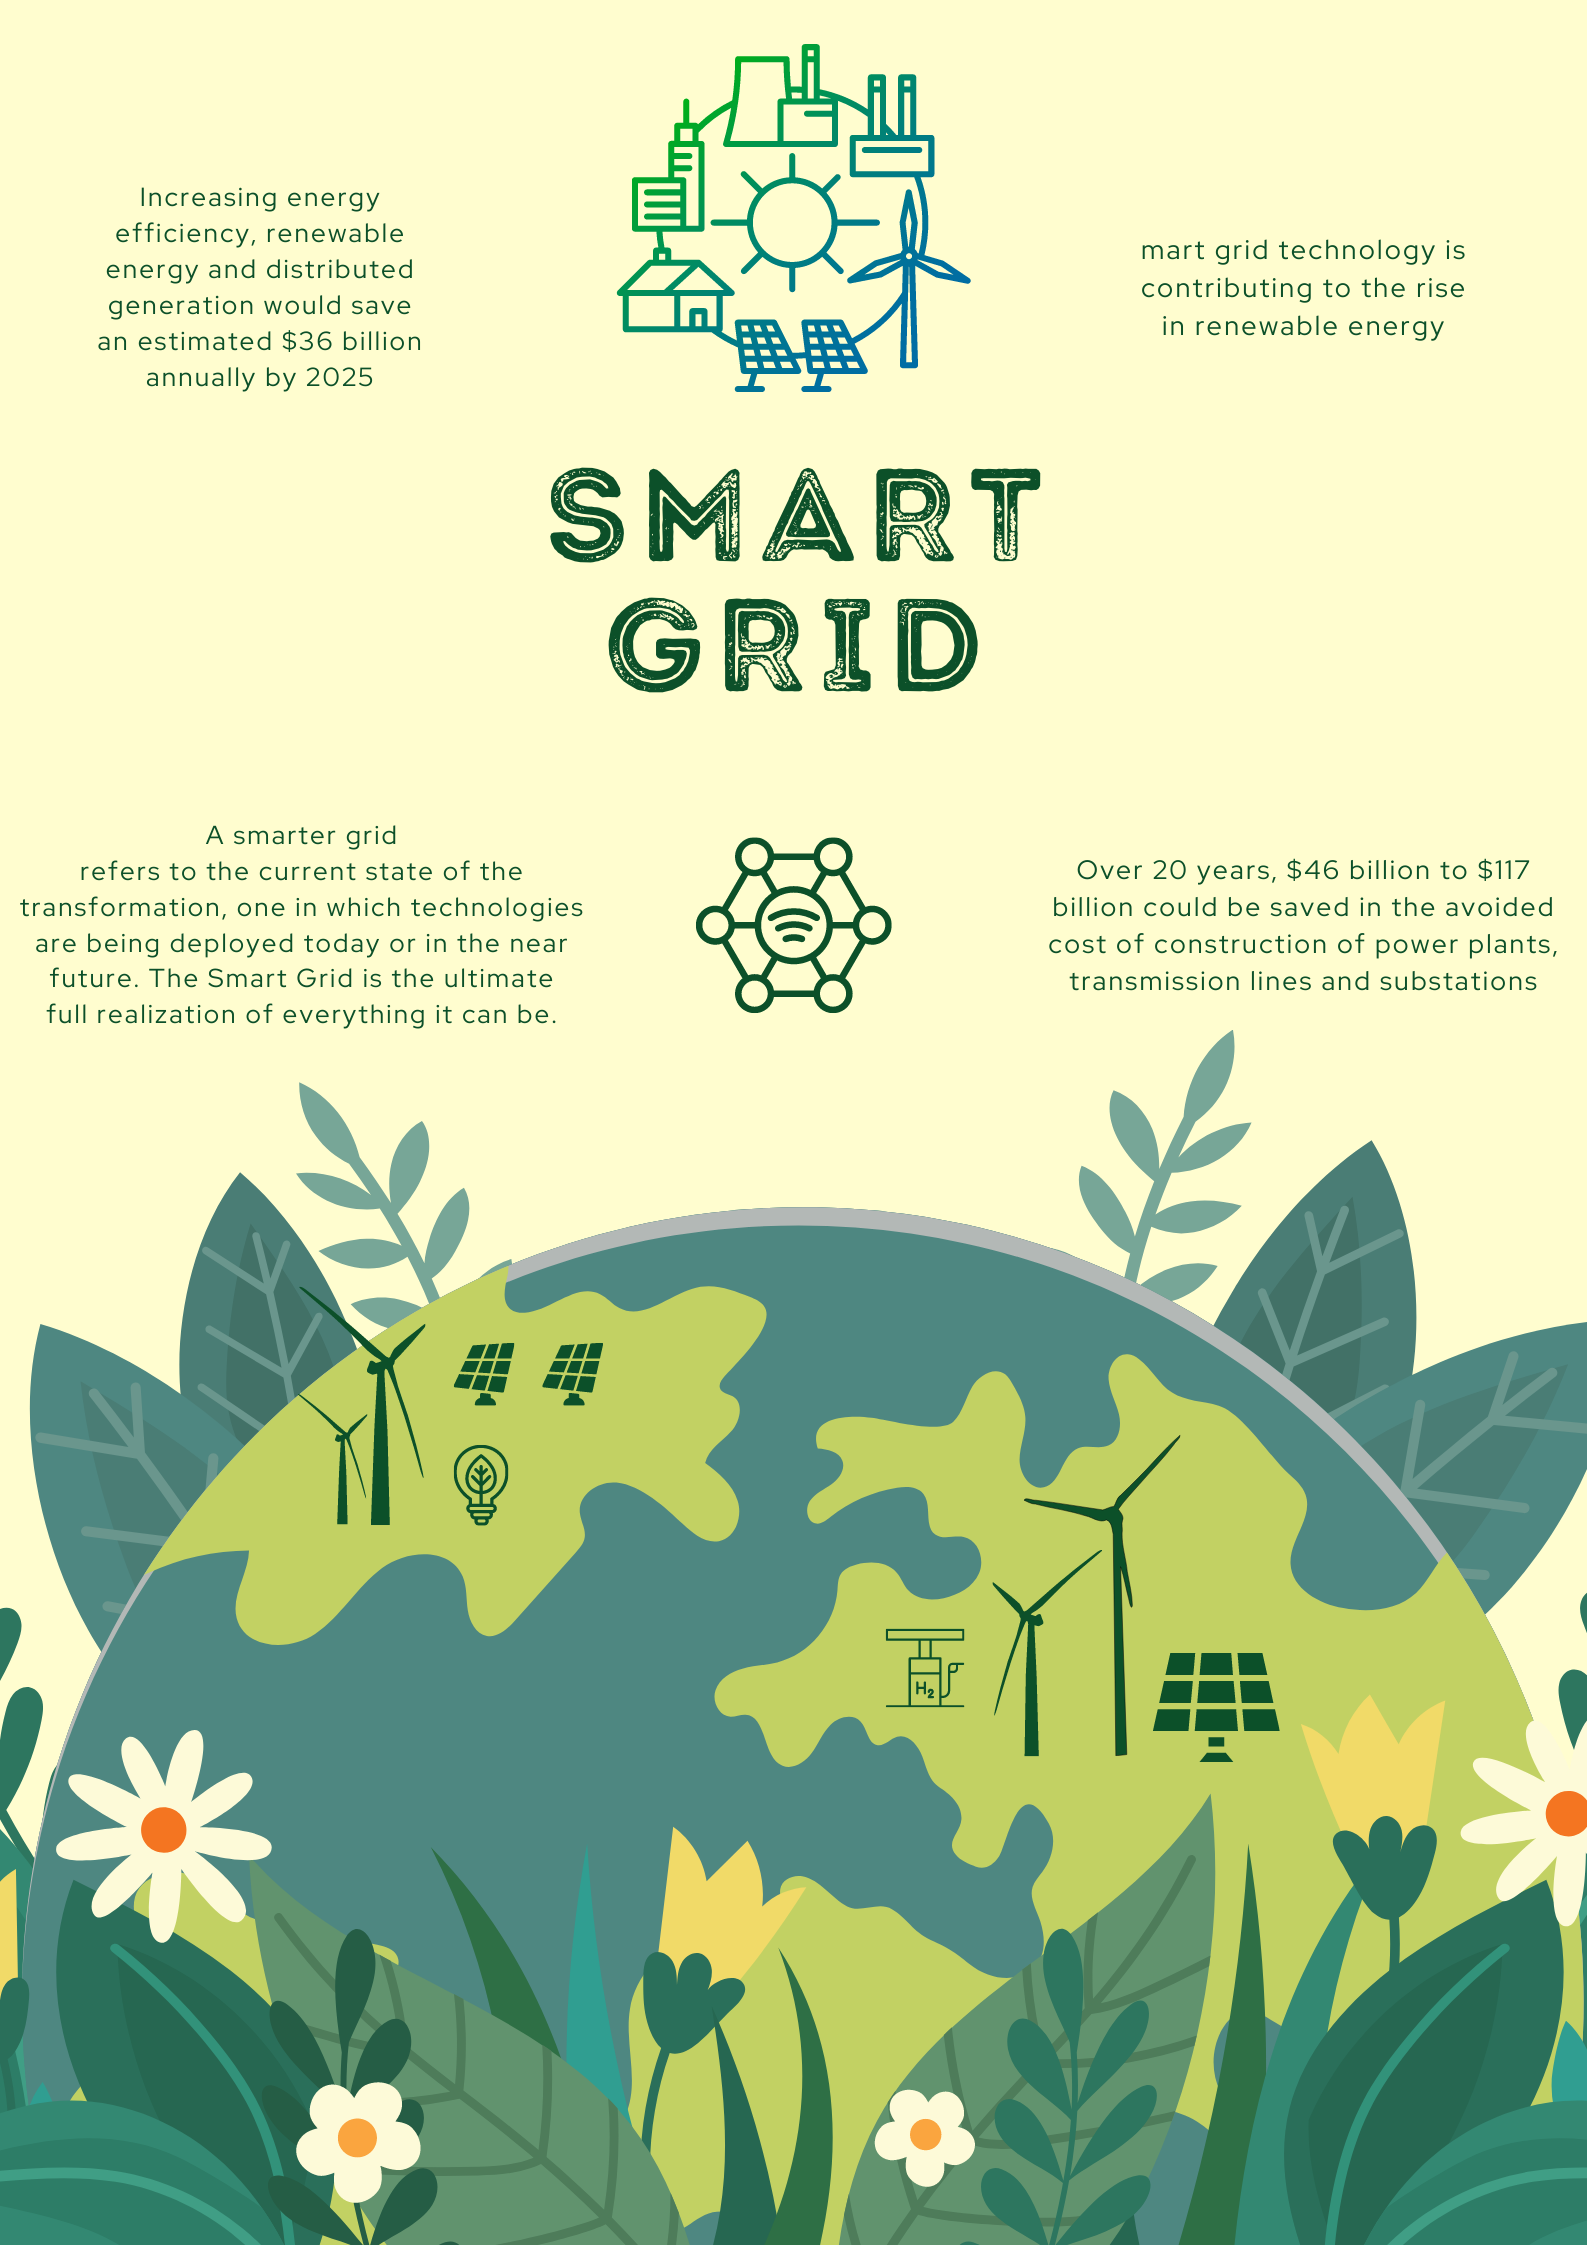 Increasing energy
efficiency, renewable
energy and distributed
generation would save
an estimated $36 billion
annually by 2025
mart grid technology is
contributing to the rise
in renewable energy
SMART
GRID
A smarter grid
refers to the current state of the
transformation, one in which technologies
are being deployed today or in the near
future. The Smart Grid is the ultimate
full realization of everything it can be.
Over 20 years, $46 billion to $117
billion could be saved in the avoided
cost of construction of power plants,
transmission lines and substations
H2